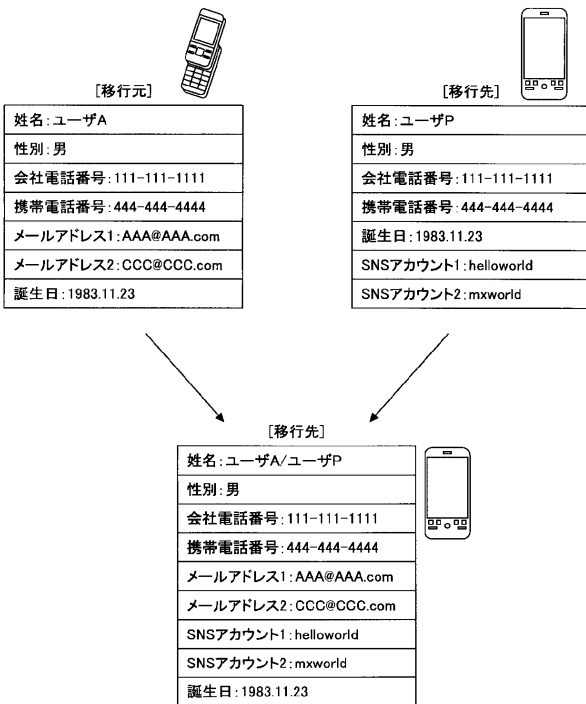 [移行元]
姓名:ユーザA
性別:男
会社電話番号:111-111-1111
携帯電話番号:444-444-4444
メールアドレス1:AAA@AAA.com
メールアドレス2:CCC@CCC.com
誕生日:1983.11.23
[移行先]
姓名:ユーザP
性別:男
会社電話番号:111-111-1111
携帯電話番号:444-444-4444
誕生日:1983.11.23
SNSアカウント1:helloworld
SNSアカウント2:mxworld
[移行先]
姓名:ユーザA/ユーザP
性別:男
会社電話番号:111-111-1111
携帯電話番号:444-444-4444
メールアドレス1:AAA@AAA.com
メールアドレス2:CCC@CCC.com
SNSアカウント1:helloworld
SNSアカウント2:mxworld
誕生日:1983.11.23